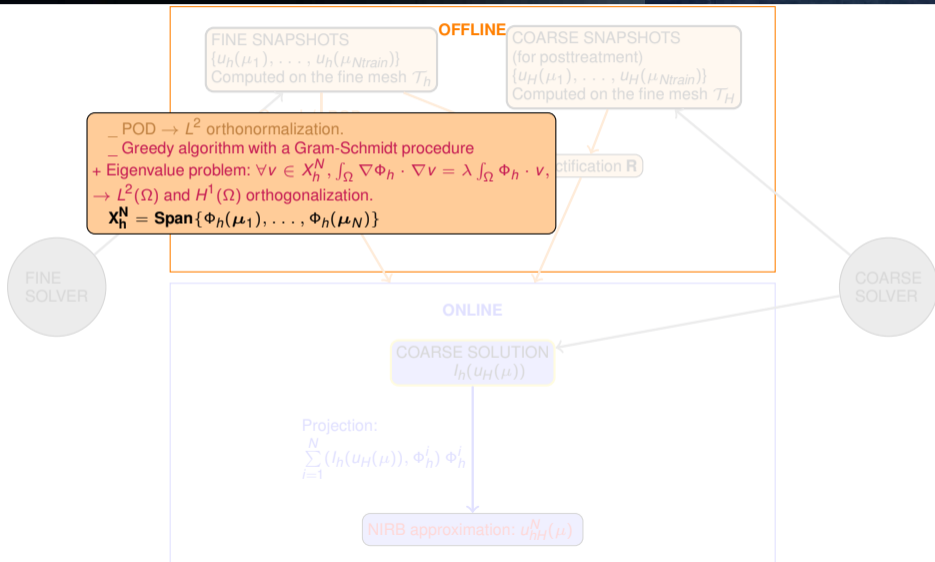 OFFLINE
FINE SNAPSHOTS
{u_h(μ_1), . . . , u_h(μ_Ntrain)}
Computed on the fine mesh 𝒯_h
COARSE SNAPSHOTS
(for posttreatment)
{u_H(μ_1), . . . , u_H(μ_Ntrain)}
Computed on the fine mesh 𝒯_H
_ POD → L² orthonormalization.
_ Greedy algorithm with a Gram-Schmidt procedure
+ Eigenvalue problem: ∀v ∈ X_h^N, ∫_Ω ∇Φ_h · ∇v = λ ∫_Ω Φ_h · v,
→ L²(Ω) and H¹(Ω) orthogonalization.
X_h^N = Span{Φ_h(μ_1), . . . , Φ_h(μ_N)}
ctification R
FINE
SOLVER
COARSE
SOLVER
ONLINE
COARSE SOLUTION
I_h(u_H(μ))
Projection:
∑_{i=1}^N (I_h(u_H(μ)), Φ_h^i) Φ_h^i
NIRB approximation: u_{hH}^N(μ)